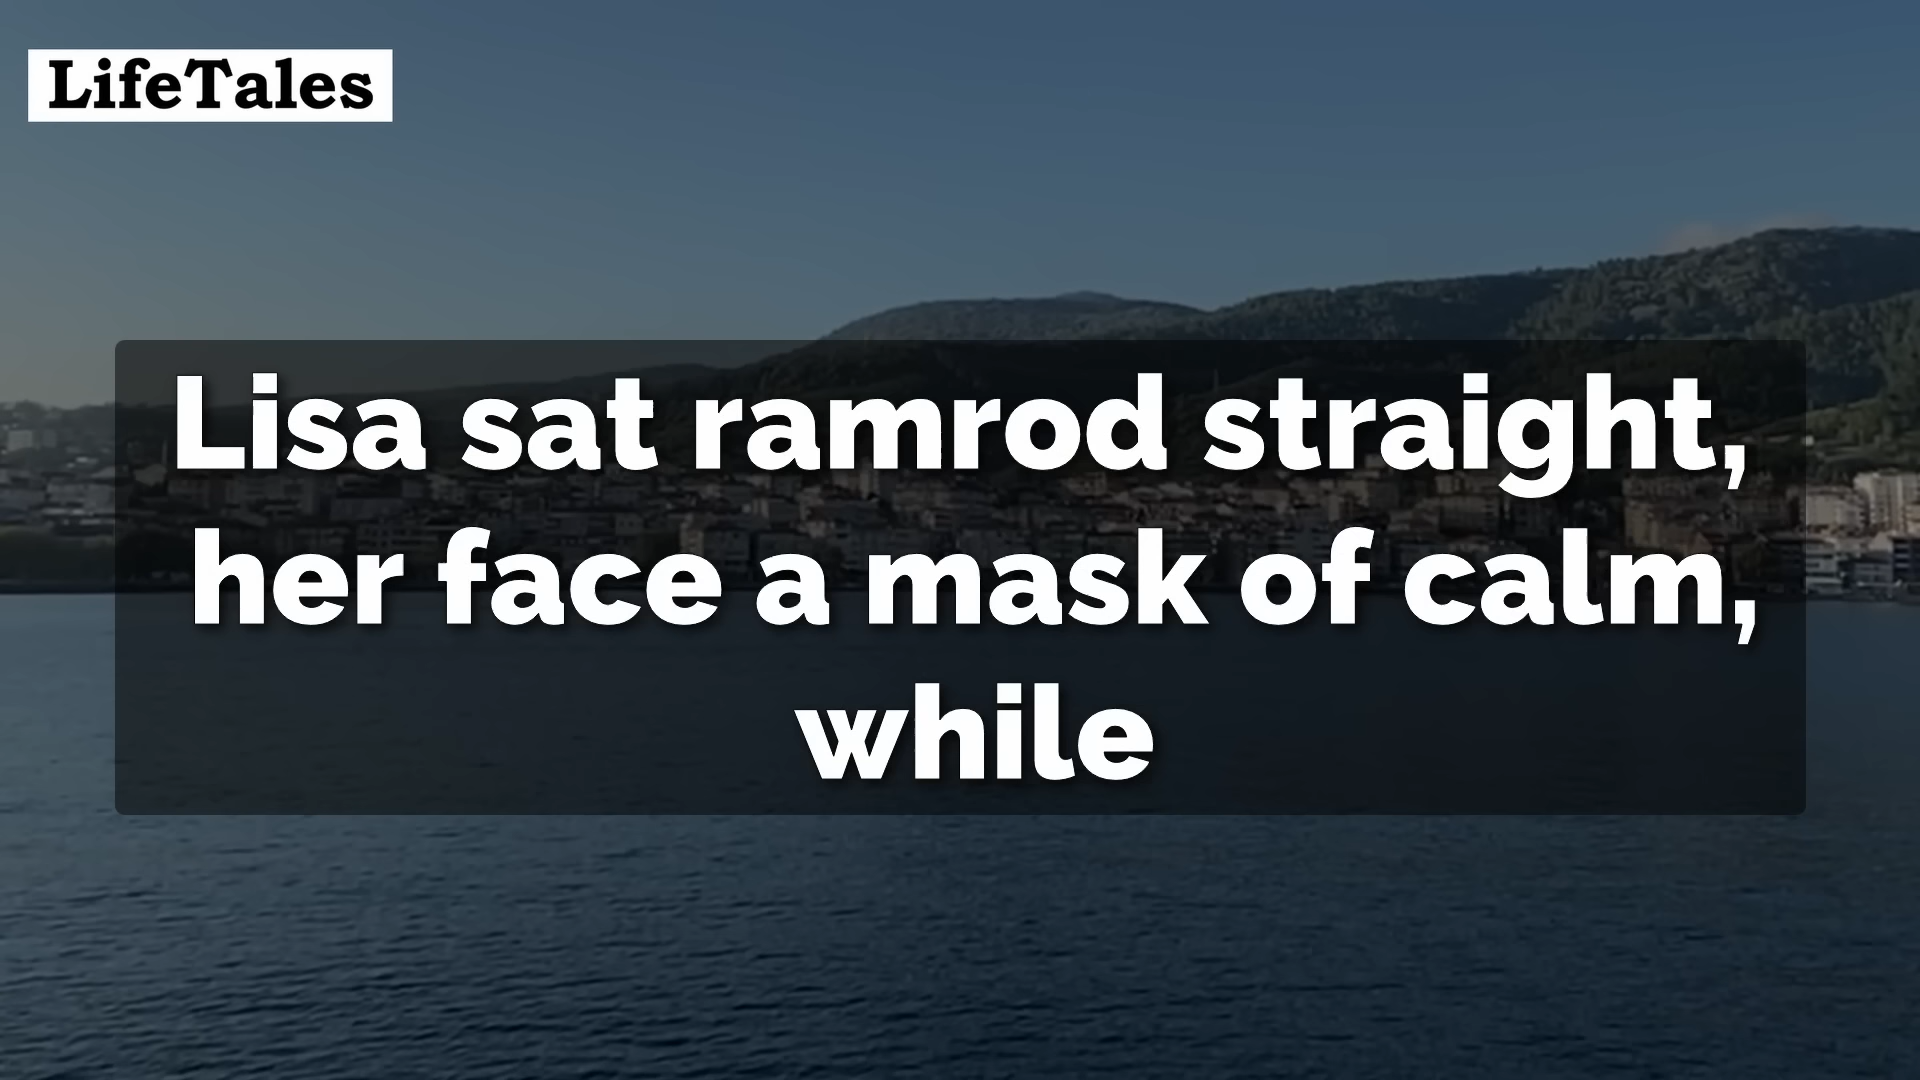 LifeTales
Lisa sat ramrod straight,
her face a mask of calm,
while